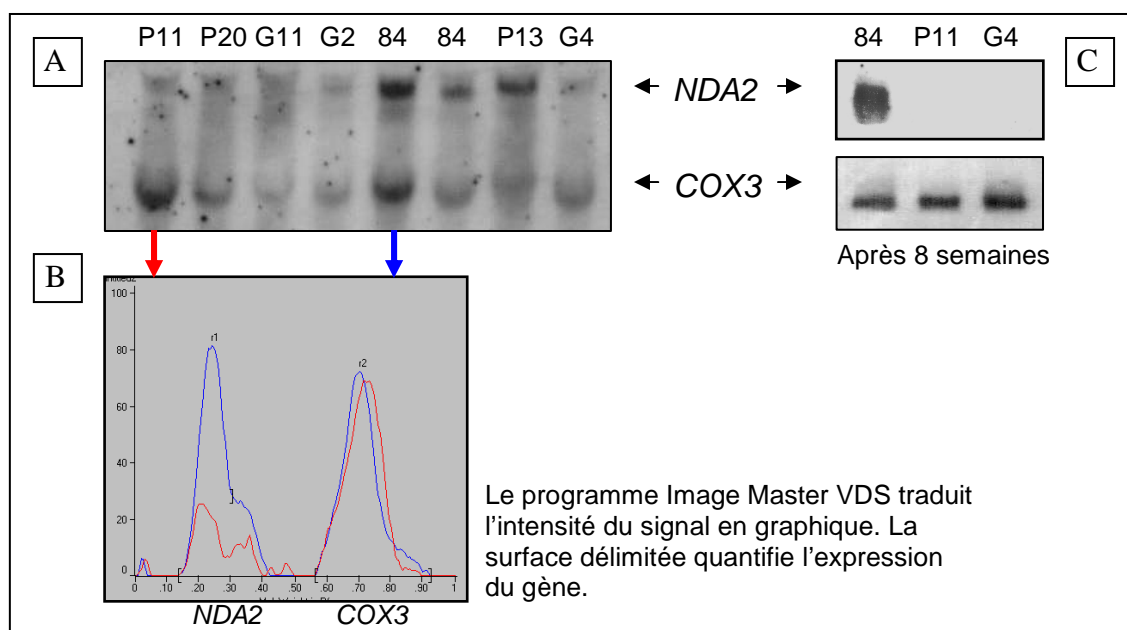 A
P11 P20 G11 G2 84 84 P13 G4
84 P11 G4
C
NDA2
COX3
Après 8 semaines
B
100
80
60
40
20
0
r1
r2
0 .10 .20 .30 .40 .50 .60 .70 .80 .90 1
NDA2 COX3
Le programme Image Master VDS traduit
l’intensité du signal en graphique. La
surface délimitée quantifie l’expression
du gène.